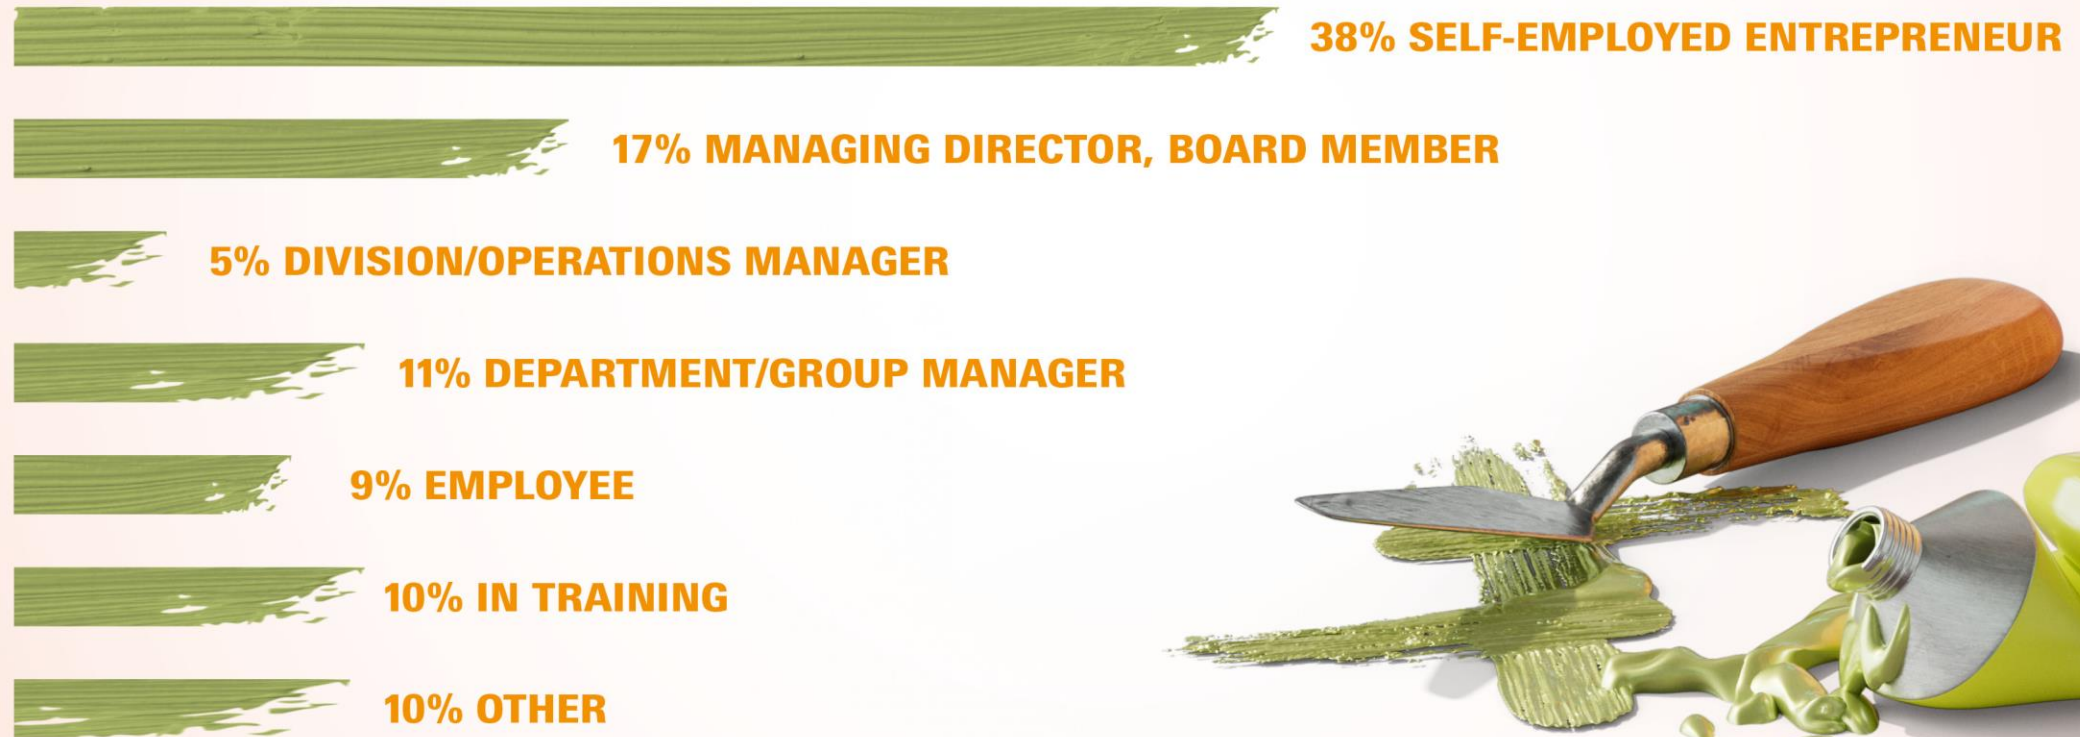 38% SELF-EMPLOYED ENTREPRENEUR
17% MANAGING DIRECTOR, BOARD MEMBER
5% DIVISION/OPERATIONS MANAGER
11% DEPARTMENT/GROUP MANAGER
9% EMPLOYEE
10% IN TRAINING
10% OTHER